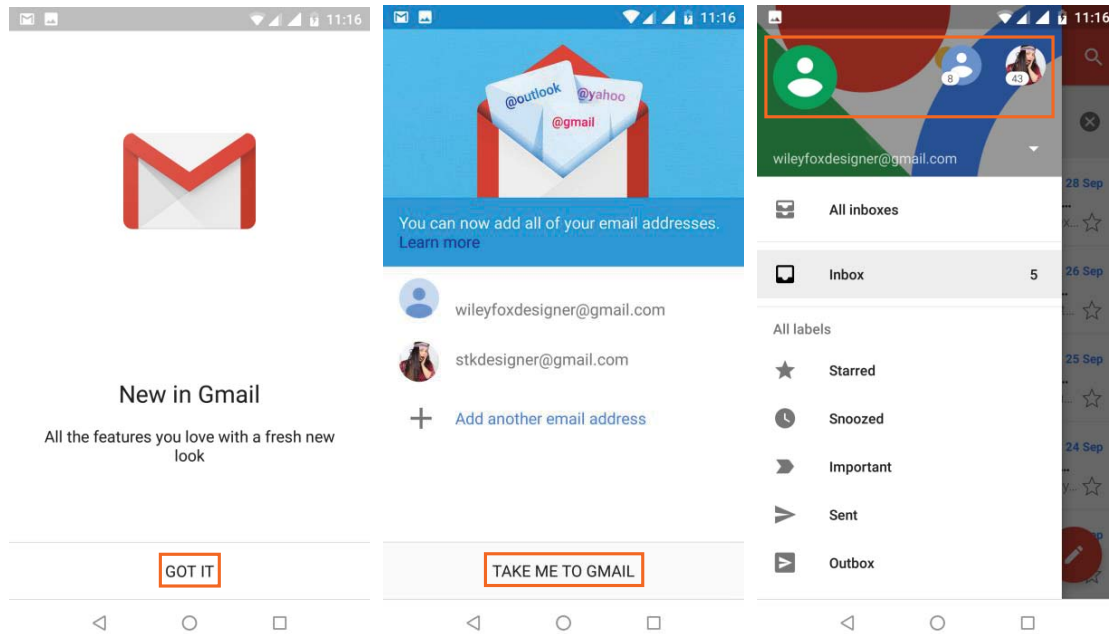 11:16
New in Gmail
All the features you love with a fresh new
look
GOT IT
11:16
@outlook
@yahoo
@gmail
You can now add all of your email addresses.
Learn more
wileyfoxdesigner@gmail.com
stkdesigner@gmail.com
Add another email address
TAKE ME TO GMAIL
11:16
8
43
wileyfoxdesigner@gmail.com
All inboxes
Inbox 5
All labels
Starred
Snoozed
Important
Sent
Outbox
28 Sep
26 Sep
25 Sep
24 Sep